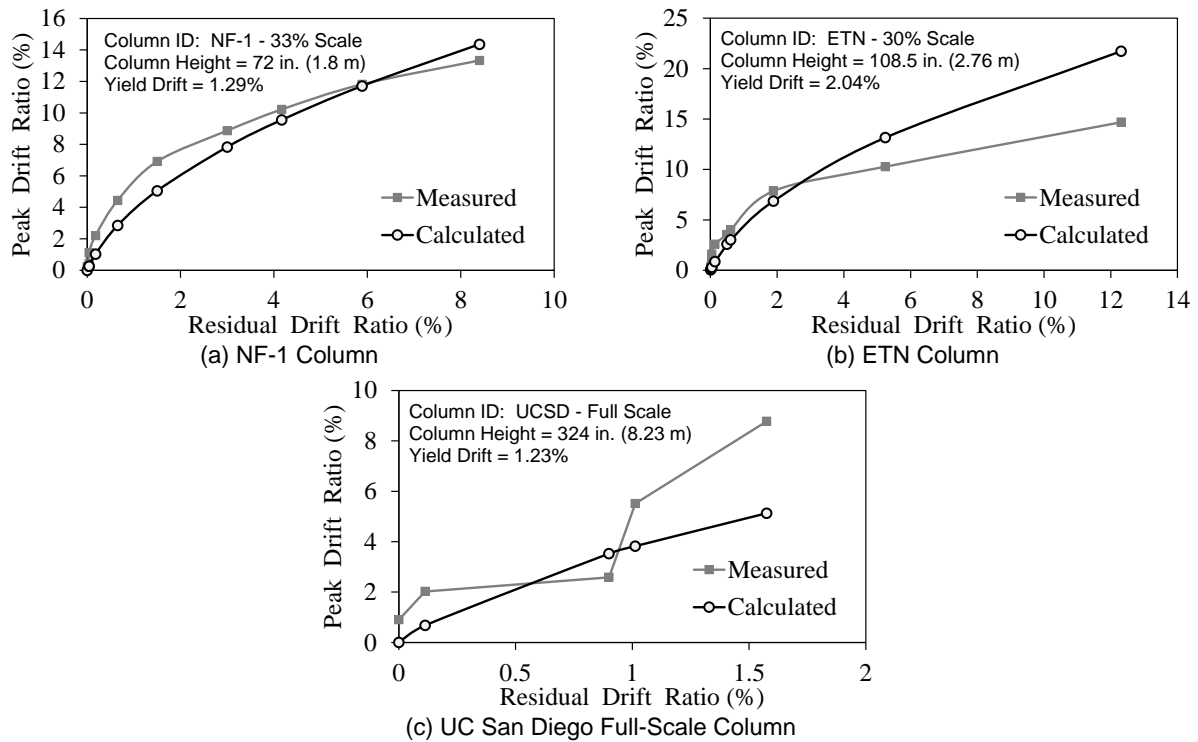 Peak Drift Ratio (%)
16
14
12
10
8
6
4
2
0
Column ID: NF-1 - 33% Scale
Column Height = 72 in. (1.8 m)
Yield Drift = 1.29%
Measured
Calculated
0 2 4 6 8 10
Residual Drift Ratio (%)
(a) NF-1 Column
Peak Drift Ratio (%)
25
20
15
10
5
0
Column ID: ETN - 30% Scale
Column Height = 108.5 in. (2.76 m)
Yield Drift = 2.04%
Measured
Calculated
0 2 4 6 8 10 12 14
Residual Drift Ratio (%)
(b) ETN Column
Peak Drift Ratio (%)
10
8
6
4
2
0
Column ID: UCSD - Full Scale
Column Height = 324 in. (8.23 m)
Yield Drift = 1.23%
Measured
Calculated
0 0.5 1 1.5 2
Residual Drift Ratio (%)
(c) UC San Diego Full-Scale Column